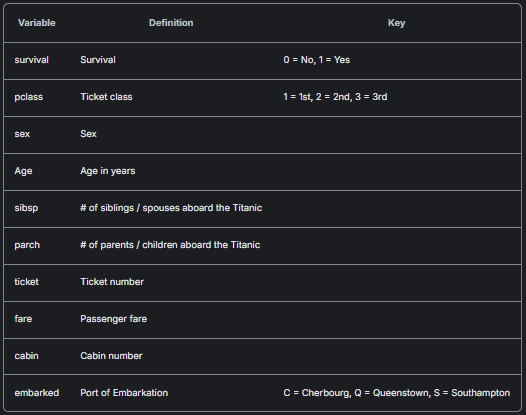 Variable Definition Key
survival Survival 0 = No, 1 = Yes
pclass Ticket class 1 = 1st, 2 = 2nd, 3 = 3rd
sex Sex
Age Age in years
sibsp # of siblings / spouses aboard the Titanic
parch # of parents / children aboard the Titanic
ticket Ticket number
fare Passenger fare
cabin Cabin number
embarked Port of Embarkation C = Cherbourg, Q = Queenstown, S = Southampton